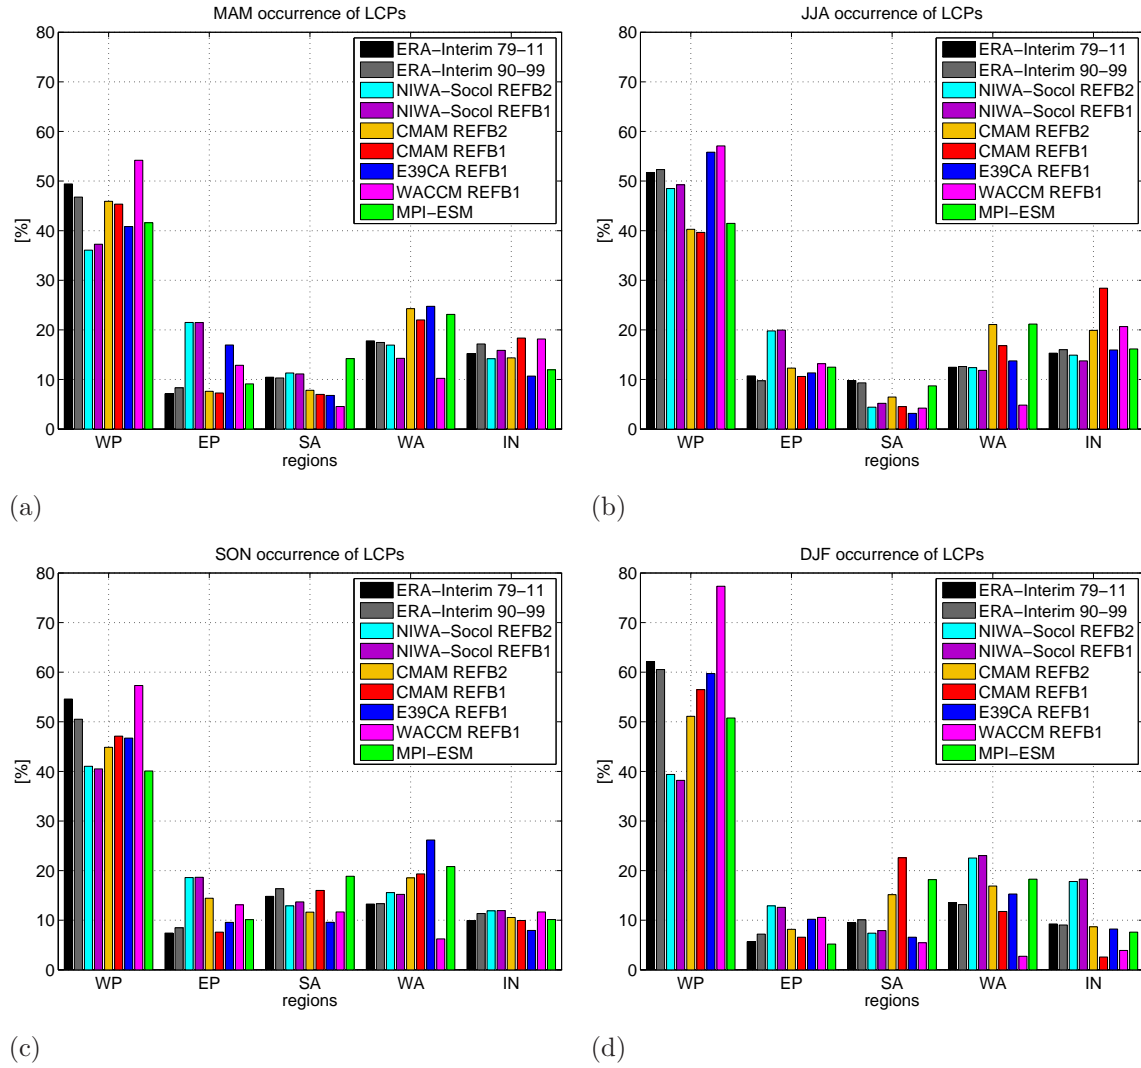 MAM occurrence of LCPs
80
70
60
50
40
30
20
10
0
[%]
ERA-Interim 79-11
ERA-Interim 90-99
NIWA-Socol REFB2
NIWA-Socol REFB1
CMAM REFB2
CMAM REFB1
E39CA REFB1
WACCM REFB1
MPI-ESM
WP EP SA WA IN
regions
(a)
JJA occurrence of LCPs
80
70
60
50
40
30
20
10
0
[%]
ERA-Interim 79-11
ERA-Interim 90-99
NIWA-Socol REFB2
NIWA-Socol REFB1
CMAM REFB2
CMAM REFB1
E39CA REFB1
WACCM REFB1
MPI-ESM
WP EP SA WA IN
regions
(b)
SON occurrence of LCPs
80
70
60
50
40
30
20
10
0
[%]
ERA-Interim 79-11
ERA-Interim 90-99
NIWA-Socol REFB2
NIWA-Socol REFB1
CMAM REFB2
CMAM REFB1
E39CA REFB1
WACCM REFB1
MPI-ESM
WP EP SA WA IN
regions
(c)
DJF occurrence of LCPs
80
70
60
50
40
30
20
10
0
[%]
ERA-Interim 79-11
ERA-Interim 90-99
NIWA-Socol REFB2
NIWA-Socol REFB1
CMAM REFB2
CMAM REFB1
E39CA REFB1
WACCM REFB1
MPI-ESM
WP EP SA WA IN
regions
(d)